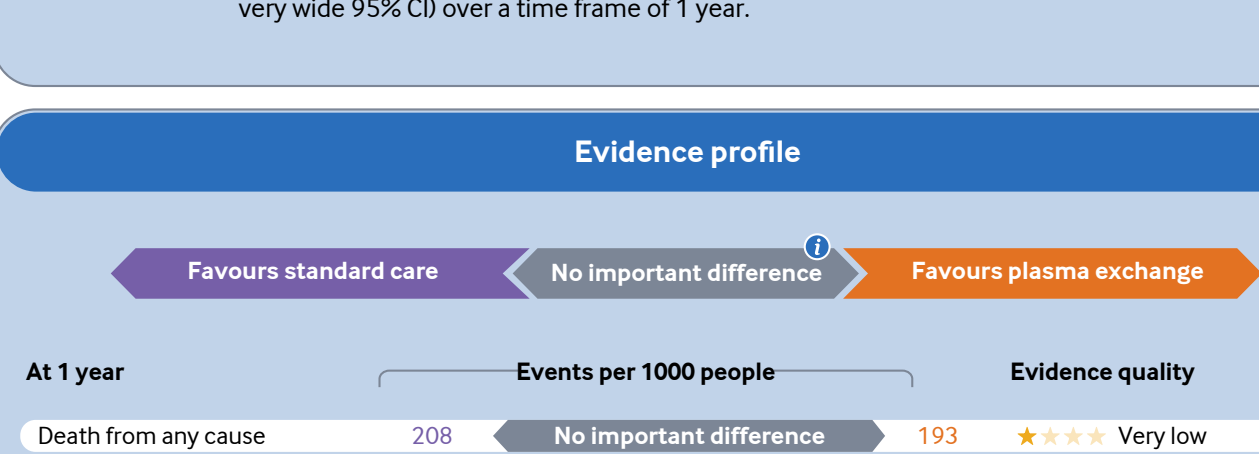 very wide 95% CI) over a time frame of 1 year.
Evidence profile
Favours standard care
No important difference
i
Favours plasma exchange
At 1 year
Events per 1000 people
Evidence quality
Death from any cause 208 No important difference 193 Very low